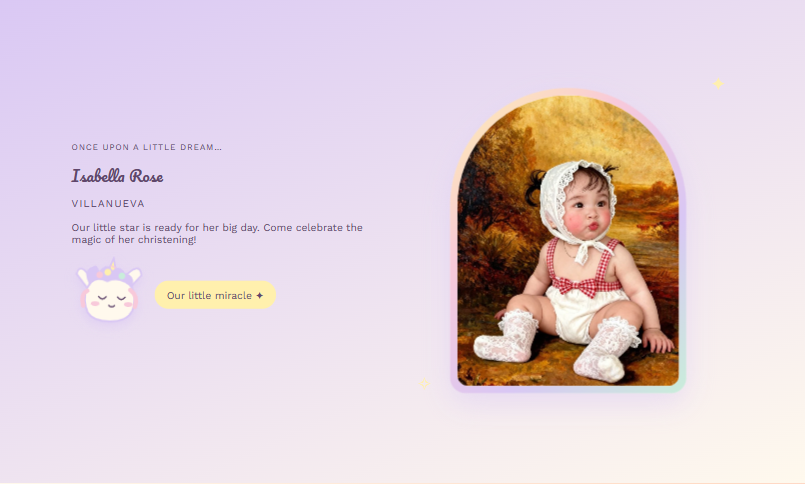 ONCE UPON A LITTLE DREAM...
Isabella Rose
VILLANUEVA
Our little star is ready for her big day. Come celebrate the
magic of her christening!
Our little miracle ✦